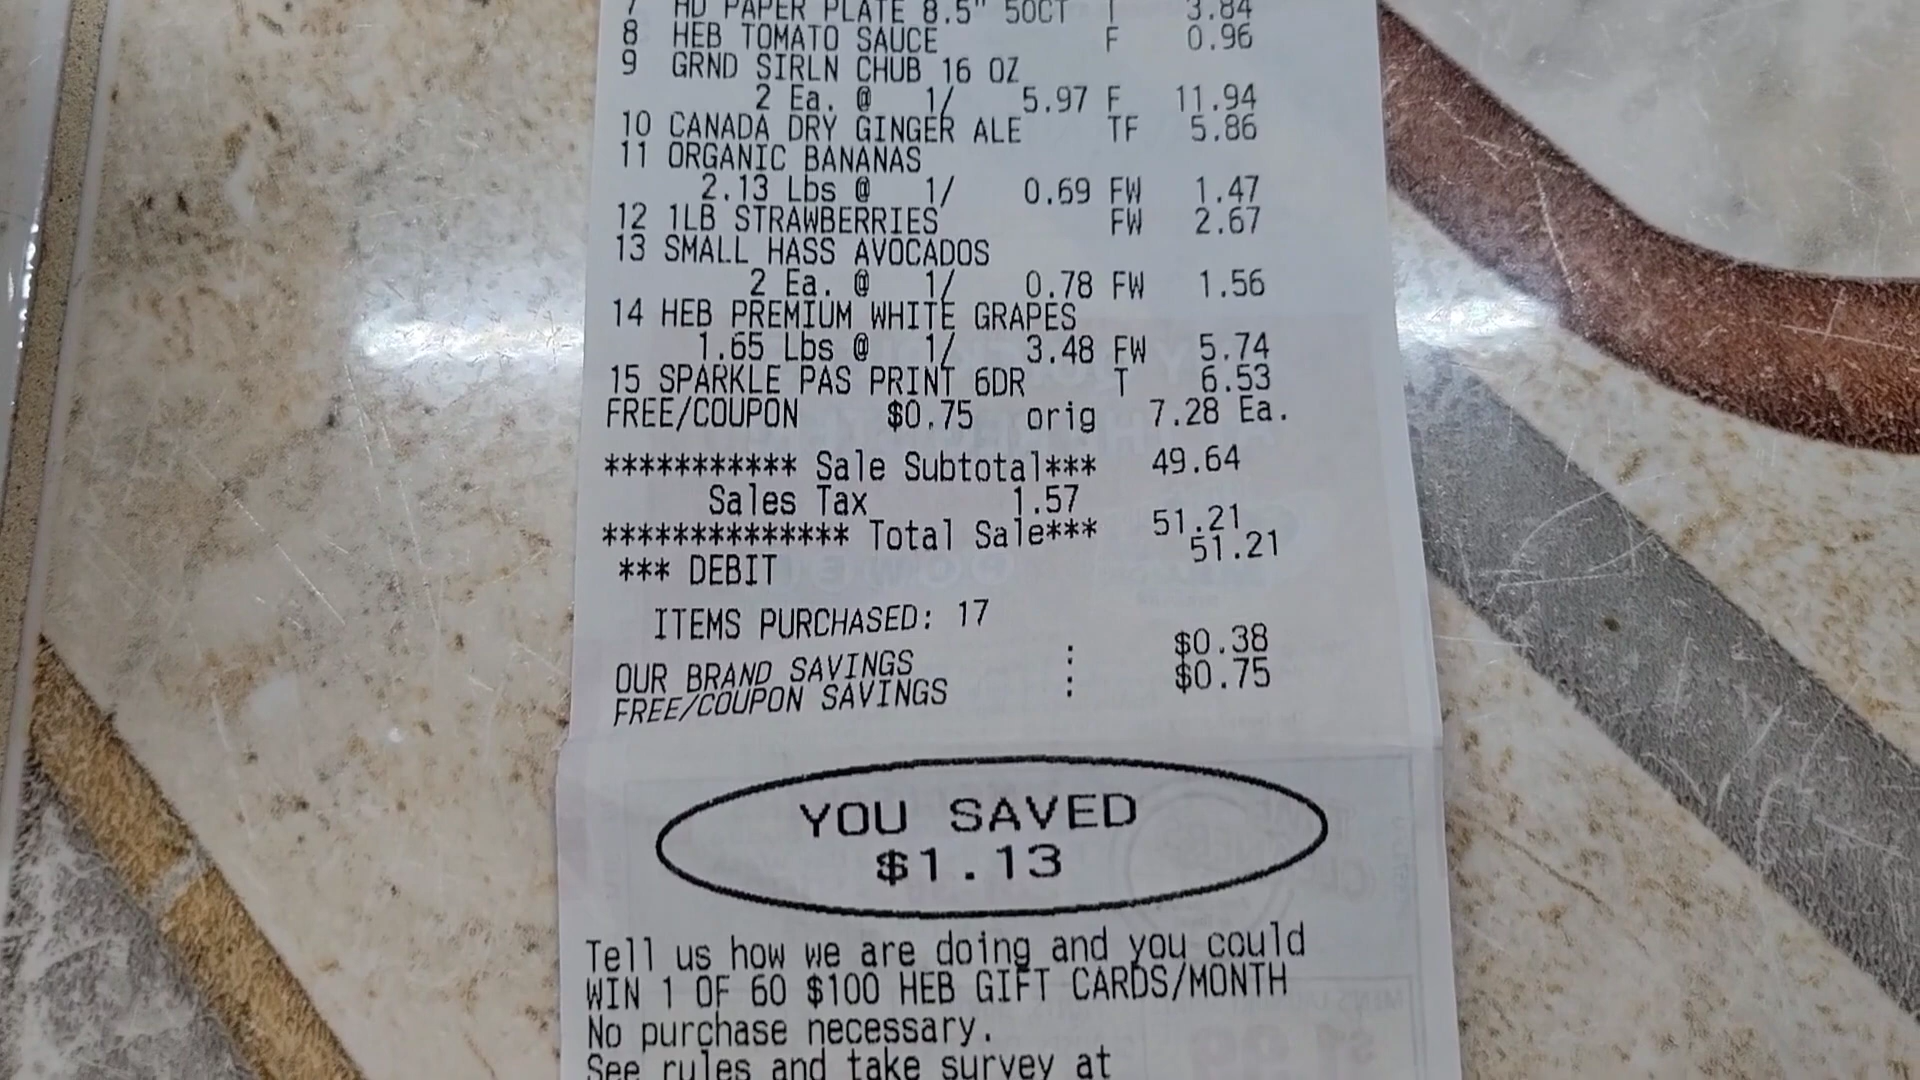 7 HD PAPER PLATE 8.5" 50CT T 3.84
8 HEB TOMATO SAUCE F 0.96
9 GRND SIRLN CHUB 16 OZ
2 Ea. @ 1/ 5.97 F 11.94
10 CANADA DRY GINGER ALE TF 5.86
11 ORGANIC BANANAS
2.13 Lbs @ 1/ 0.69 FW 1.47
12 1LB STRAWBERRIES FW 2.67
13 SMALL HASS AVOCADOS
2 Ea. @ 1/ 0.78 FW 1.56
14 HEB PREMIUM WHITE GRAPES
1.65 Lbs @ 1/ 3.48 FW 5.74
15 SPARKLE PAS PRINT 6DR T 6.53
FREE/COUPON $0.75 orig 7.28 Ea.
*********** Sale Subtotal*** 49.64
Sales Tax 1.57
************** Total Sale*** 51.21
*** DEBIT 51.21
ITEMS PURCHASED: 17
OUR BRAND SAVINGS : $0.38
FREE/COUPON SAVINGS : $0.75
YOU SAVED
$1.13
Tell us how we are doing and you could
WIN 1 OF 60 $100 HEB GIFT CARDS/MONTH
No purchase necessary.
See rules and take survey at